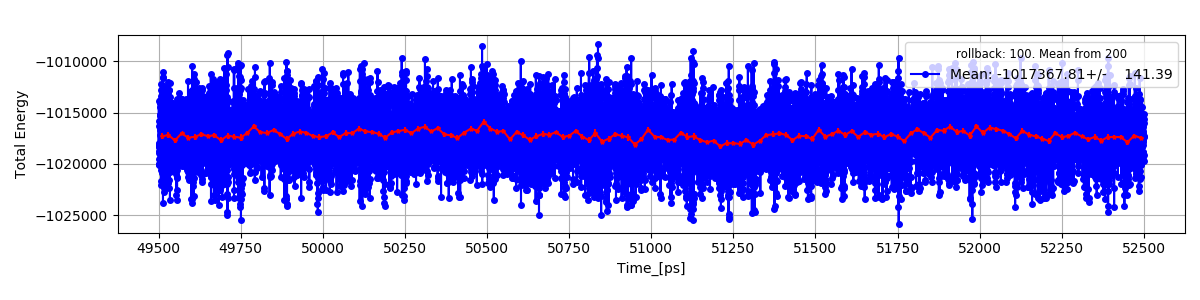 rollback: 100. Mean from 200
Mean: -1017367.81+/- 141.39
Total Energy
−1010000
−1015000
−1020000
−1025000
49500 49750 50000 50250 50500 50750 51000 51250 51500 51750 52000 52250 52500
Time_[ps]